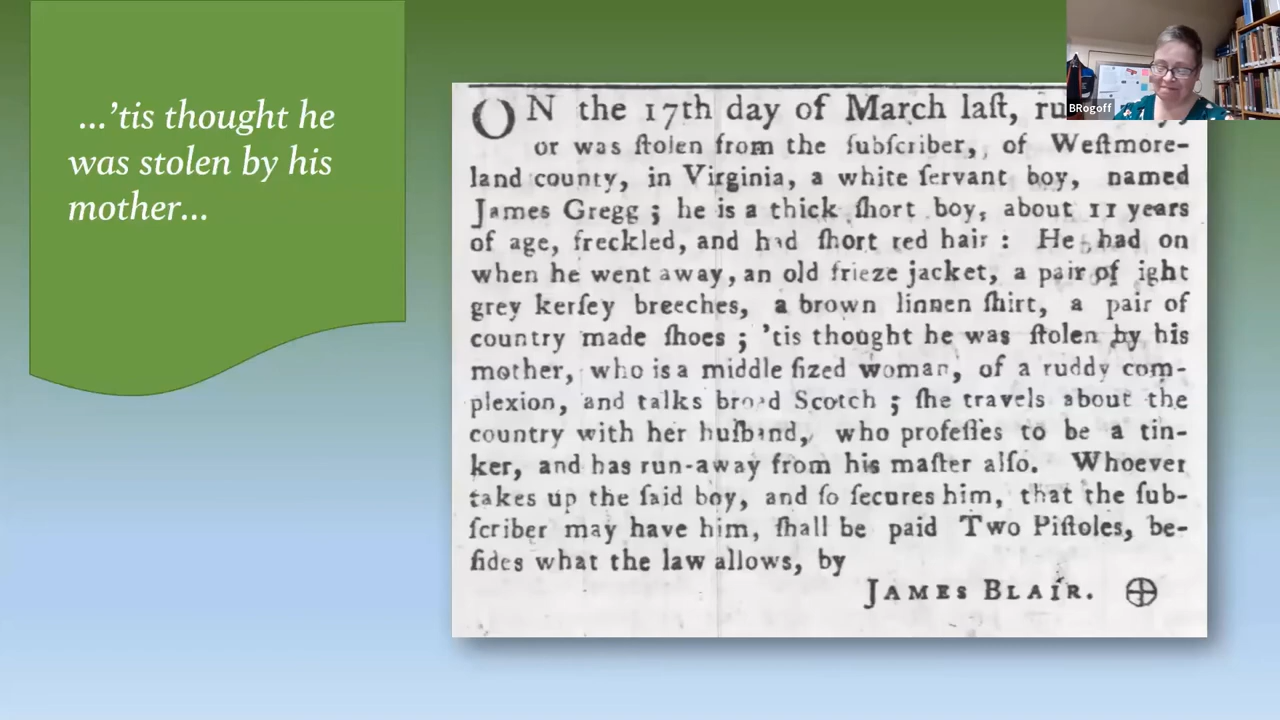 ...’tis thought he
was stolen by his
mother...
BRogoff
ON the 17th day of March laſt, ru
or was ſtolen from the ſubſcriber, of Weſtmore-
land county, in Virginia, a white ſervant boy, named
James Gregg ; he is a thick ſhort boy, about 11 years
of age, freckled, and had ſhort red hair : He had on
when he went away, an old frieze jacket, a pair of ight
grey kerſey breeches, a brown linnen ſhirt, a pair of
country made ſhoes ; ’tis thought he was ſtolen by his
mother, who is a middle ſized woman, of a ruddy com-
plexion, and talks broad Scotch ; ſhe travels about the
country with her huſband, who profeſſes to be a tin-
ker, and has run-away from his maſter alſo. Whoever
takes up the ſaid boy, and ſo ſecures him, that the ſub-
ſcriber may have him, ſhall be paid Two Piſtoles, be-
ſides what the law allows, by
JAMES BLAIR.